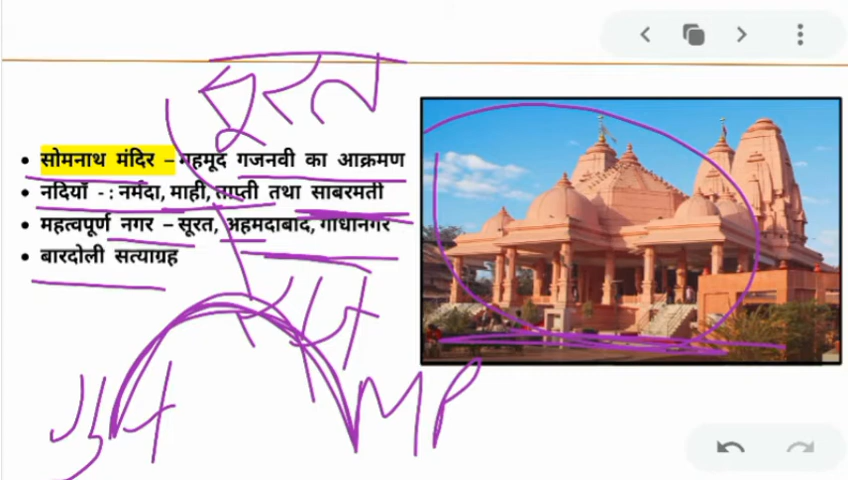 सूरत
सोमनाथ मंदिर – महमूद गजनवी का आक्रमण
नदियाँ - : नर्मदा, माही, ताप्ती तथा साबरमती
महत्वपूर्ण नगर – सूरत, अहमदाबाद, गांधीनगर
बारदोली सत्याग्रह
MP